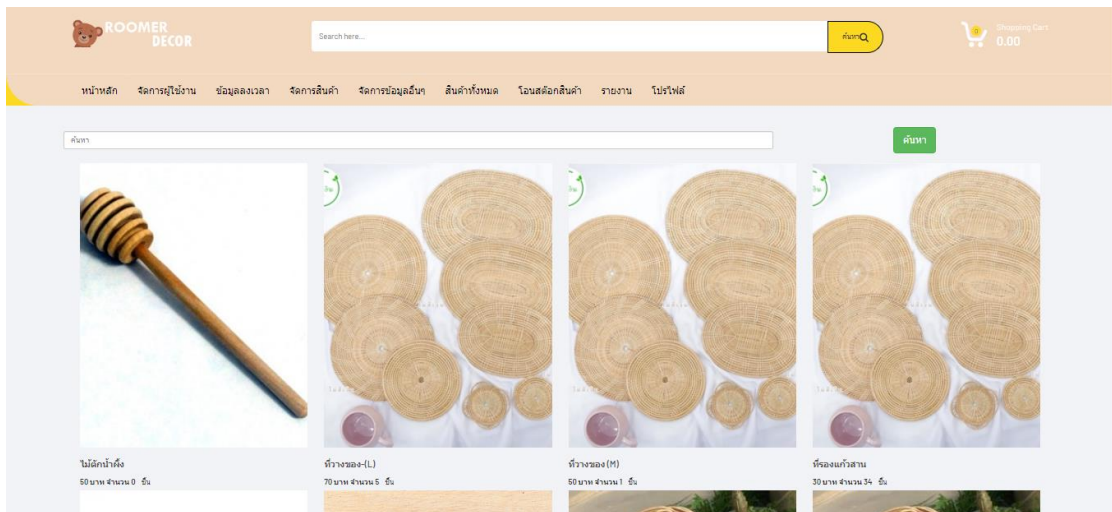 ROOMER
DECOR
Search here...
ค้นหา
0
Shopping Cart
0.00
หน้าหลัก จัดการผู้ใช้งาน ข้อมูลลงเวลา จัดการสินค้า จัดการข้อมูลอื่นๆ สินค้าทั้งหมด โอนสต๊อกสินค้า รายงาน โปรไฟล์
ค้นหา ค้นหา
ไม้ตักน้ำผึ้ง ที่วางของ-(L) ที่วางของ (M) ที่รองแก้วสาน
50 บาท จำนวน 0 ชิ้น 70 บาท จำนวน 5 ชิ้น 50 บาท จำนวน 1 ชิ้น 30 บาท จำนวน 34 ชิ้น